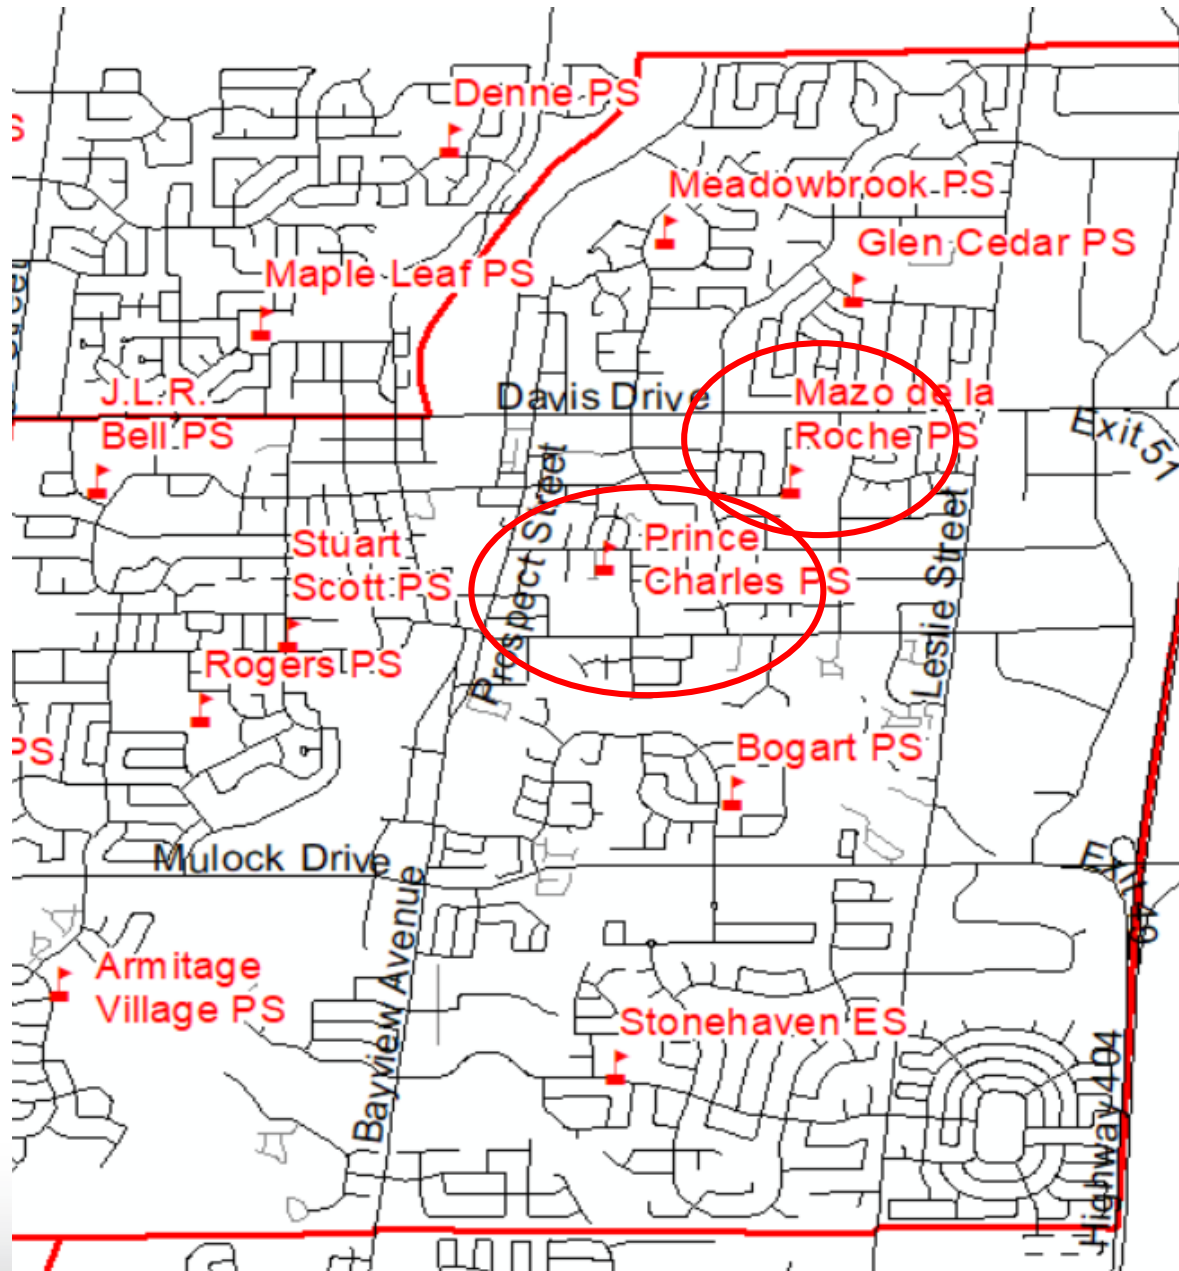 Denne PS
S
Meadowbrook PS
Glen Cedar PS
Maple Leaf PS
Street
J.L.R.
Bell PS
Davis Drive
Mazo de la
Roche PS
Exit 51
Prospect Street
Stuart
Scott PS
Prince
Charles PS
Leslie Street
Rogers PS
PS
Bogart PS
Mulock Drive
Exit 49
Bayview Avenue
Armitage
Village PS
Stonehaven ES
Highway 404